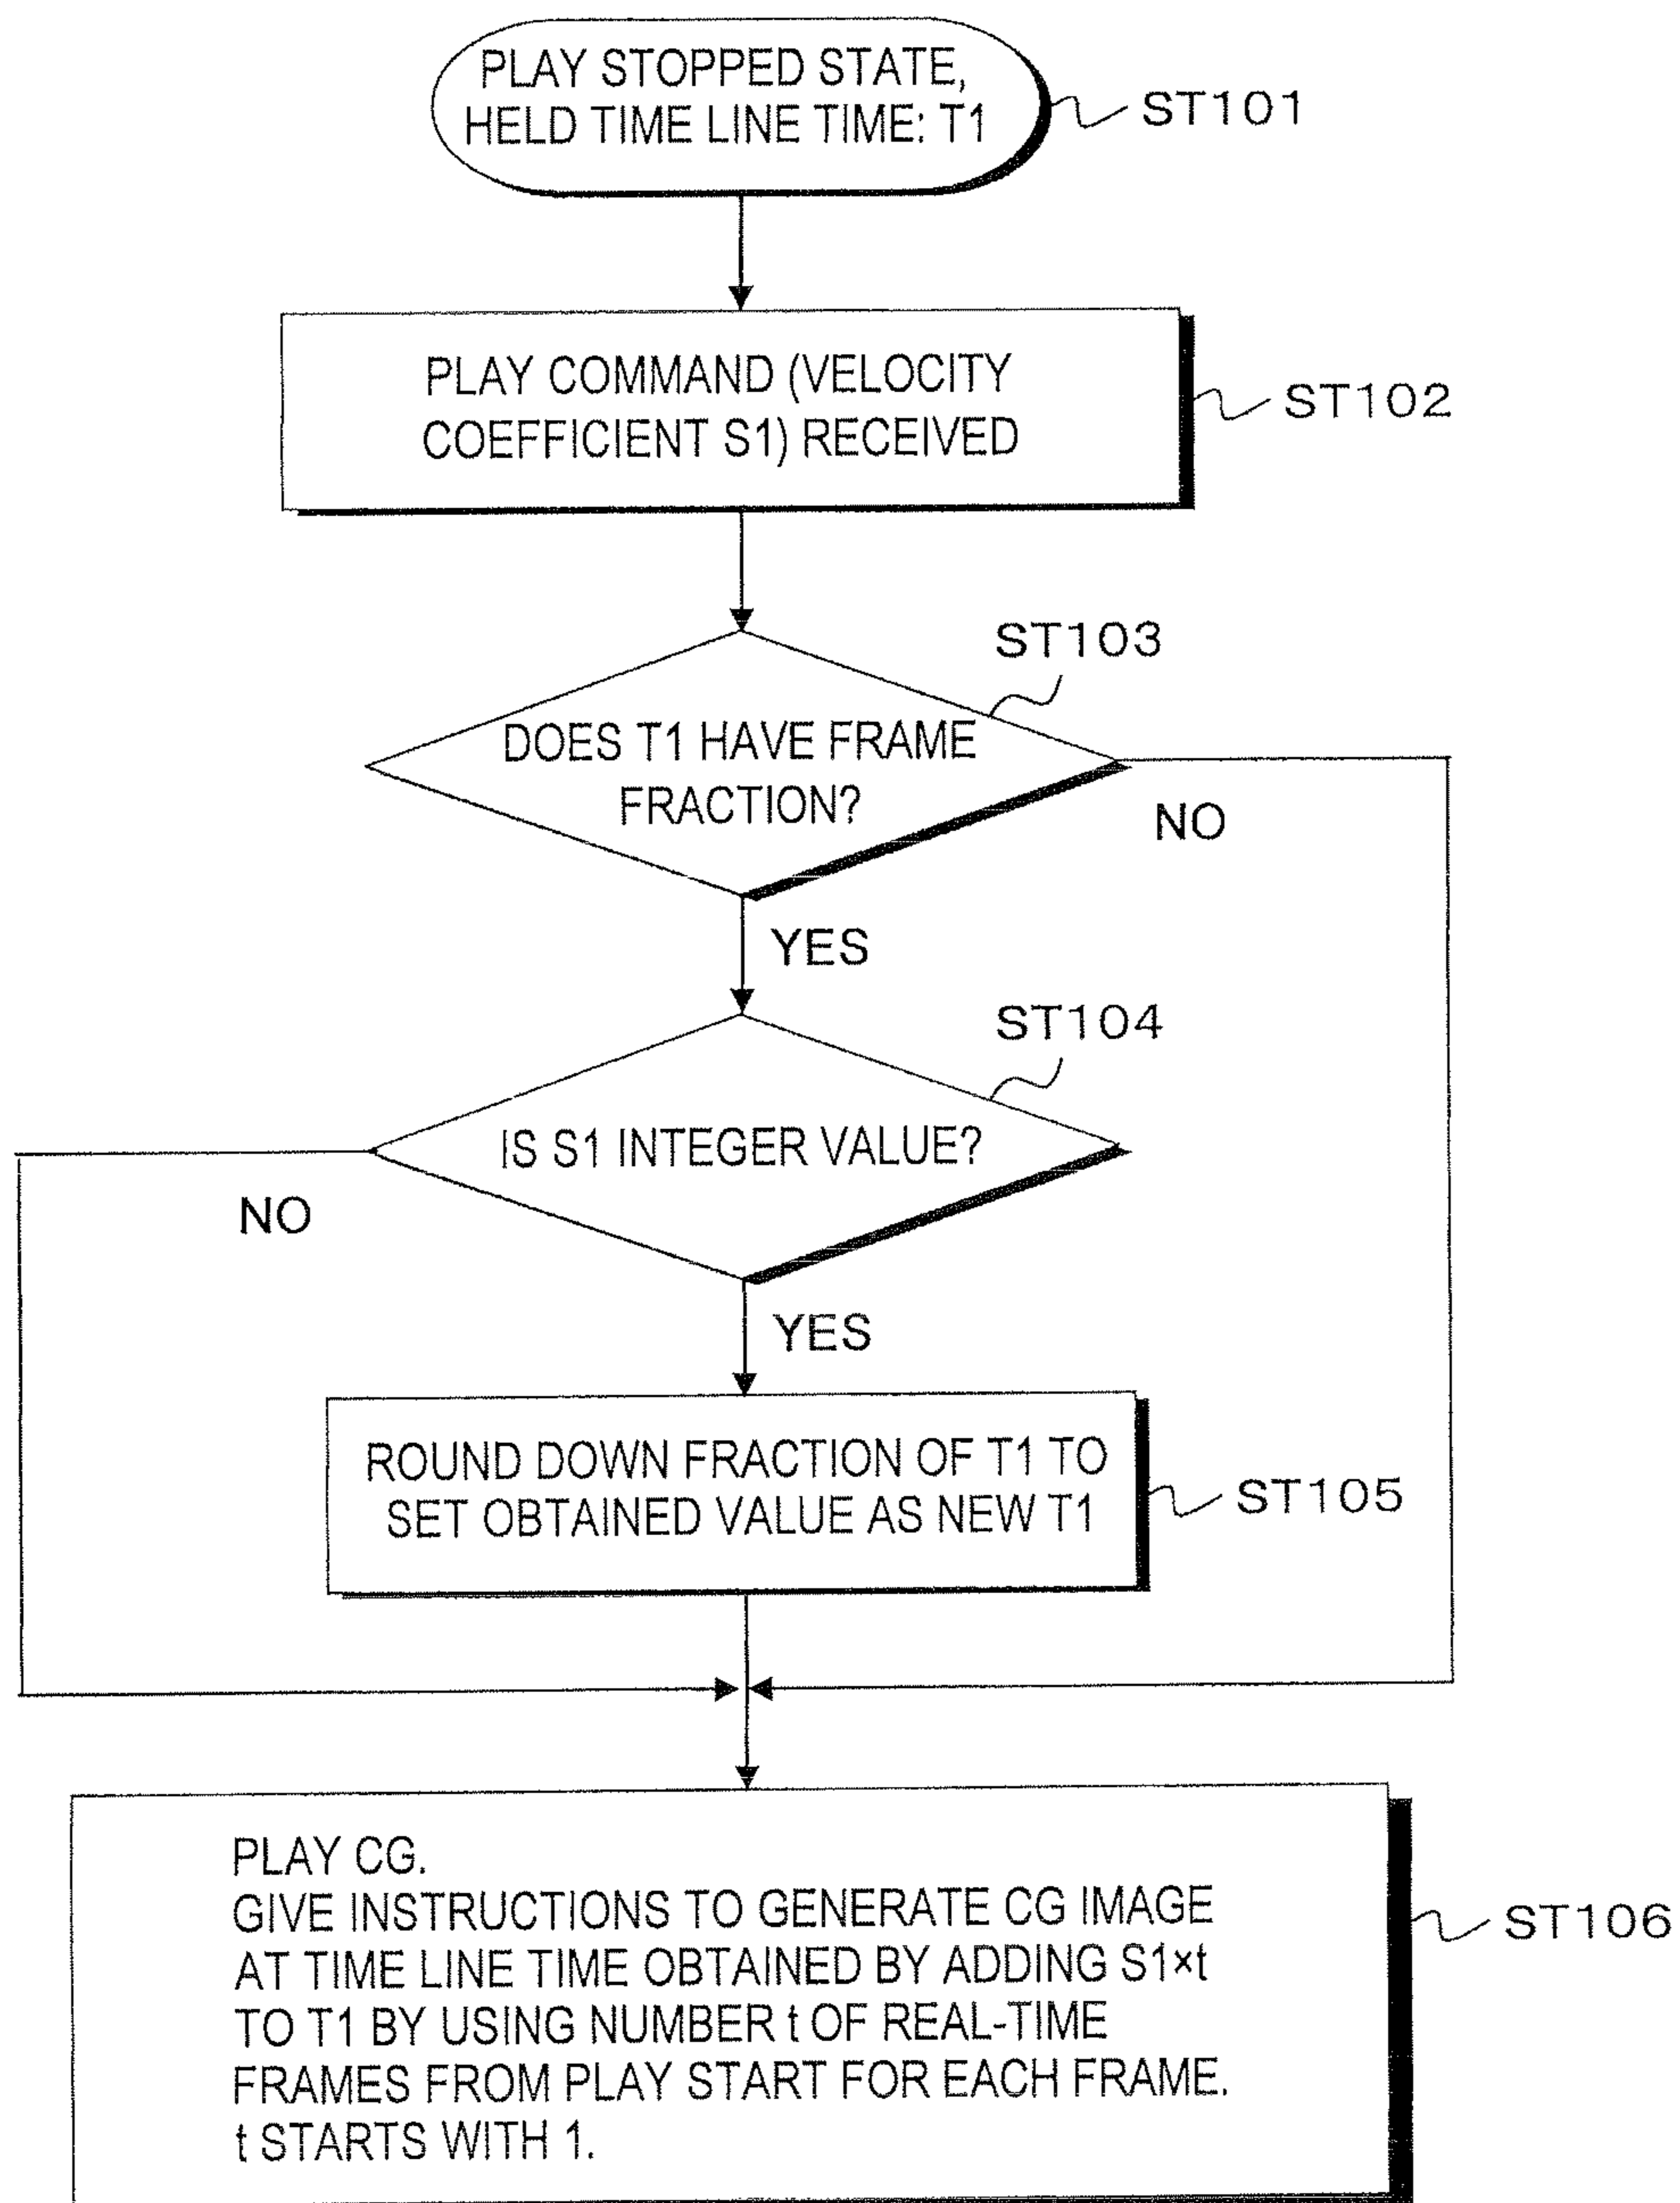 PLAY STOPPED STATE,
HELD TIME LINE TIME: T1
ST101
PLAY COMMAND (VELOCITY
COEFFICIENT S1) RECEIVED
ST102
ST103
DOES T1 HAVE FRAME
FRACTION?
NO
YES
ST104
IS S1 INTEGER VALUE?
NO
YES
ROUND DOWN FRACTION OF T1 TO
SET OBTAINED VALUE AS NEW T1
ST105
PLAY CG.
GIVE INSTRUCTIONS TO GENERATE CG IMAGE
AT TIME LINE TIME OBTAINED BY ADDING S1×t
TO T1 BY USING NUMBER t OF REAL-TIME
FRAMES FROM PLAY START FOR EACH FRAME.
t STARTS WITH 1.
ST106